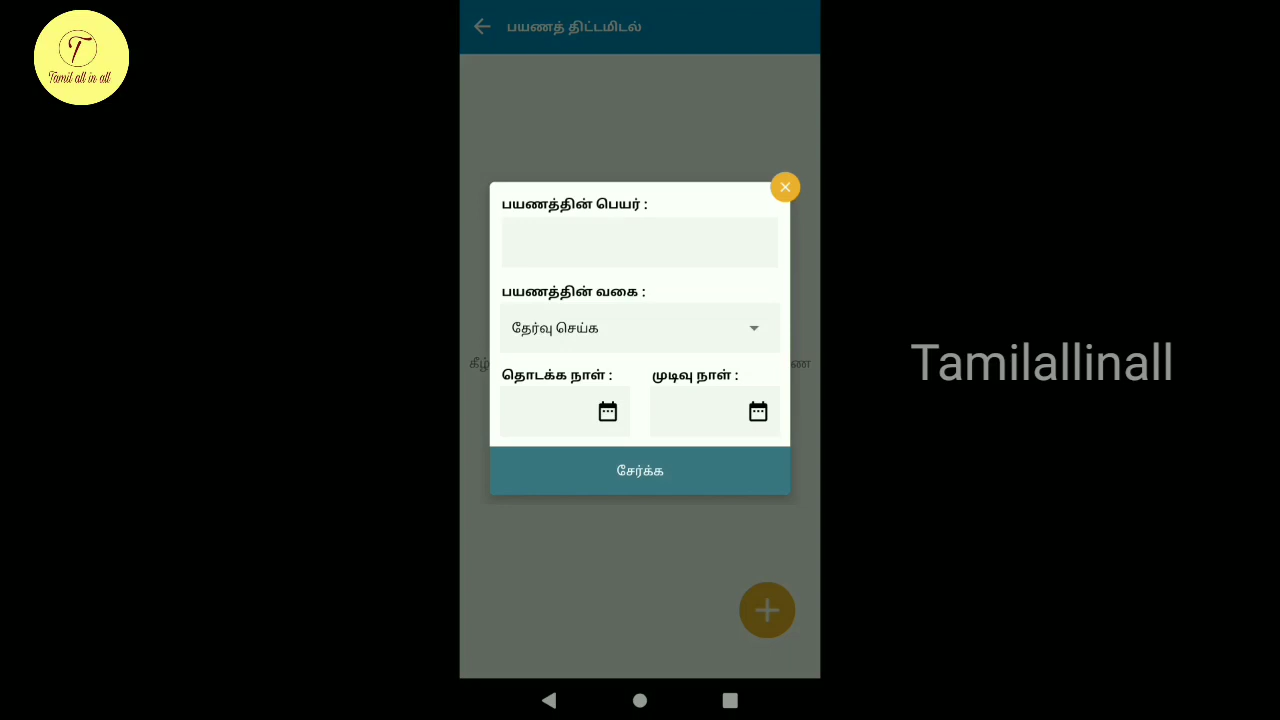 T
Tamil all in all
பயணத் திட்டமிடல்
பயணத்தின் பெயர் :
பயணத்தின் வகை :
தேர்வு செய்க
தொடக்க நாள் :
முடிவு நாள் :
சேர்க்க
Tamilallinall